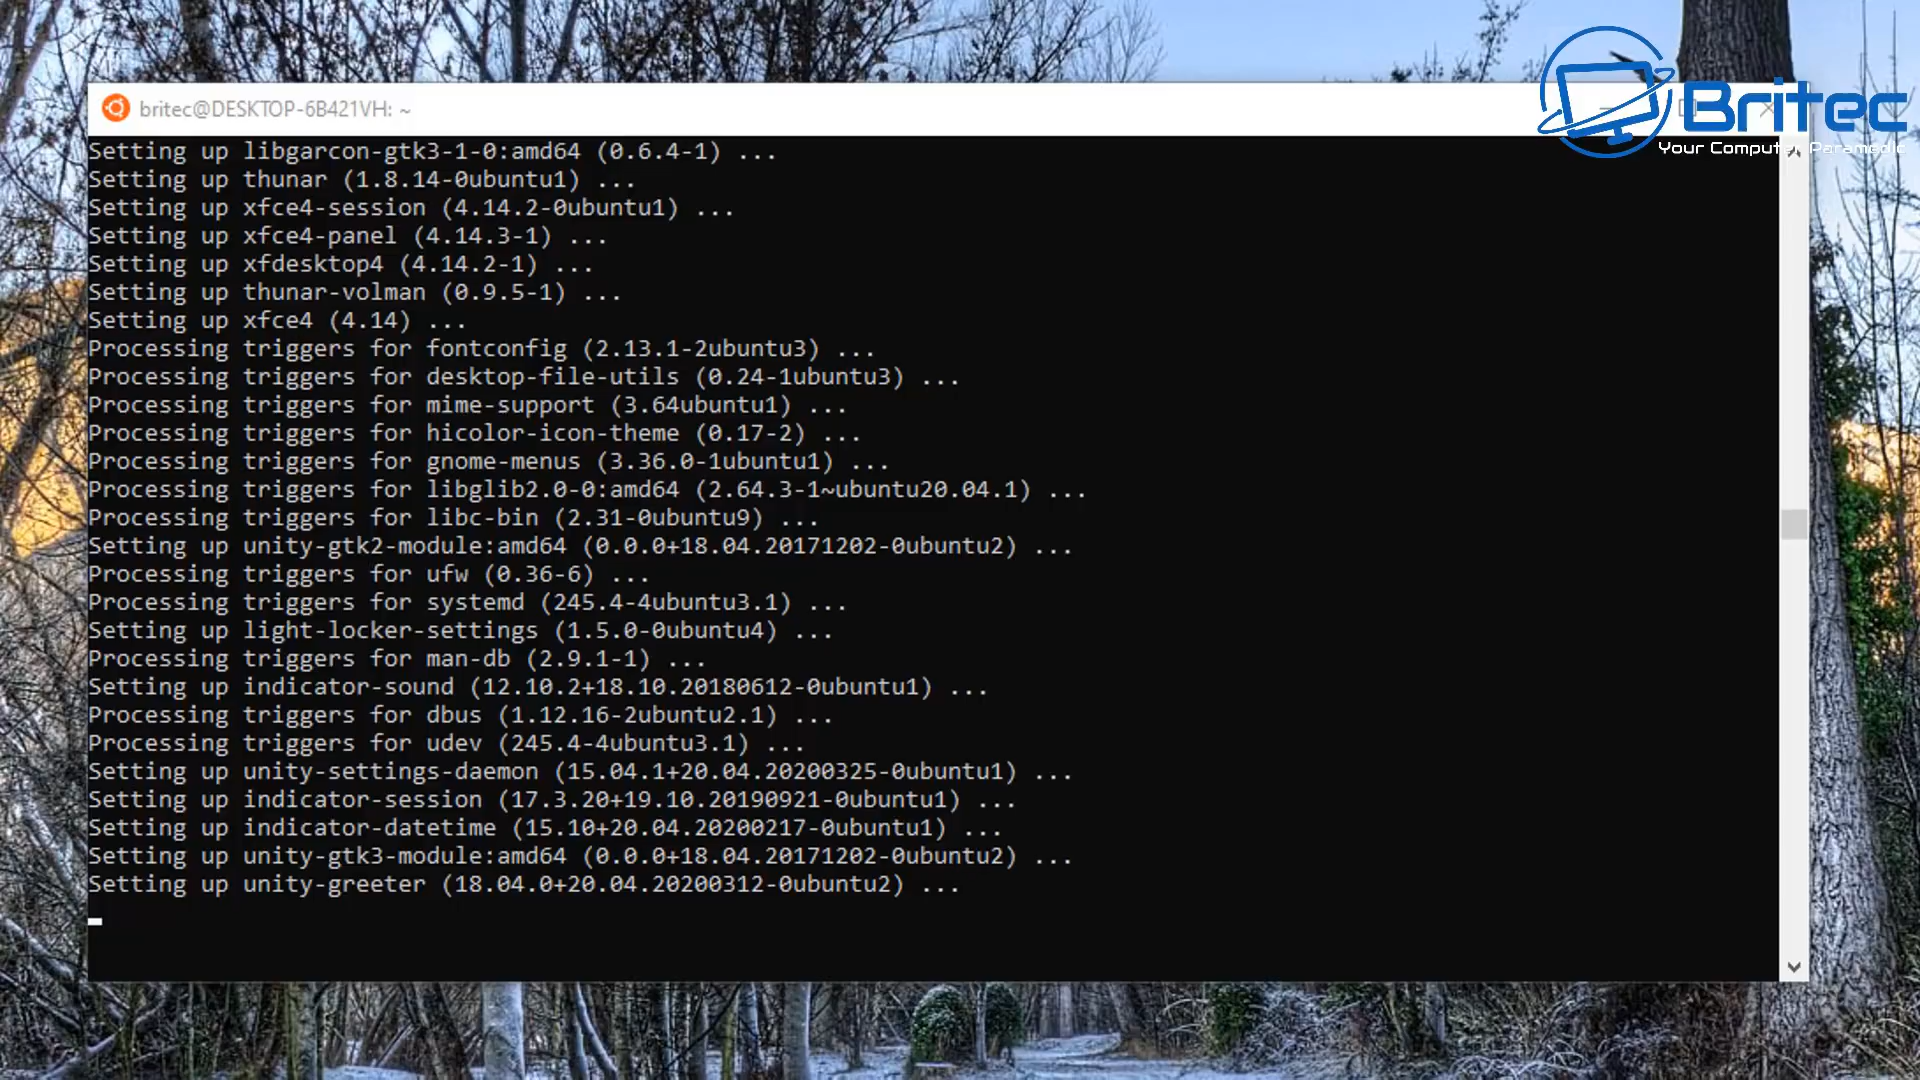 Britec
Your Computer Paramedic
britec@DESKTOP-6B421VH: ~
Setting up libgarcon-gtk3-1-0:amd64 (0.6.4-1) ...
Setting up thunar (1.8.14-0ubuntu1) ...
Setting up xfce4-session (4.14.2-0ubuntu1) ...
Setting up xfce4-panel (4.14.3-1) ...
Setting up xfdesktop4 (4.14.2-1) ...
Setting up thunar-volman (0.9.5-1) ...
Setting up xfce4 (4.14) ...
Processing triggers for fontconfig (2.13.1-2ubuntu3) ...
Processing triggers for desktop-file-utils (0.24-1ubuntu3) ...
Processing triggers for mime-support (3.64ubuntu1) ...
Processing triggers for hicolor-icon-theme (0.17-2) ...
Processing triggers for gnome-menus (3.36.0-1ubuntu1) ...
Processing triggers for libglib2.0-0:amd64 (2.64.3-1~ubuntu20.04.1) ...
Processing triggers for libc-bin (2.31-0ubuntu9) ...
Setting up unity-gtk2-module:amd64 (0.0.0+18.04.20171202-0ubuntu2) ...
Processing triggers for ufw (0.36-6) ...
Processing triggers for systemd (245.4-4ubuntu3.1) ...
Setting up light-locker-settings (1.5.0-0ubuntu4) ...
Processing triggers for man-db (2.9.1-1) ...
Setting up indicator-sound (12.10.2+18.10.20180612-0ubuntu1) ...
Processing triggers for dbus (1.12.16-2ubuntu2.1) ...
Processing triggers for udev (245.4-4ubuntu3.1) ...
Setting up unity-settings-daemon (15.04.1+20.04.20200325-0ubuntu1) ...
Setting up indicator-session (17.3.20+19.10.20190921-0ubuntu1) ...
Setting up indicator-datetime (15.10+20.04.20200217-0ubuntu1) ...
Setting up unity-gtk3-module:amd64 (0.0.0+18.04.20171202-0ubuntu2) ...
Setting up unity-greeter (18.04.0+20.04.20200312-0ubuntu2) ...